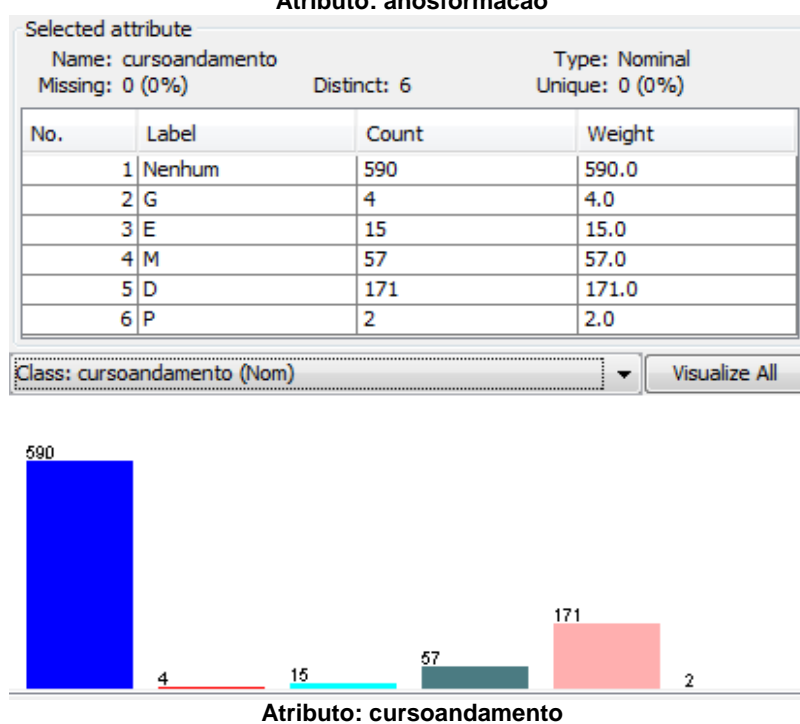 Atributo: anosformacao
Selected attribute
Name: cursoandamento Type: Nominal
Missing: 0 (0%) Distinct: 6 Unique: 0 (0%)
No. Label Count Weight
1 Nenhum 590 590.0
2 G 4 4.0
3 E 15 15.0
4 M 57 57.0
5 D 171 171.0
6 P 2 2.0
Class: cursoandamento (Nom) Visualize All
590
4
15
57
171
2
Atributo: cursoandamento